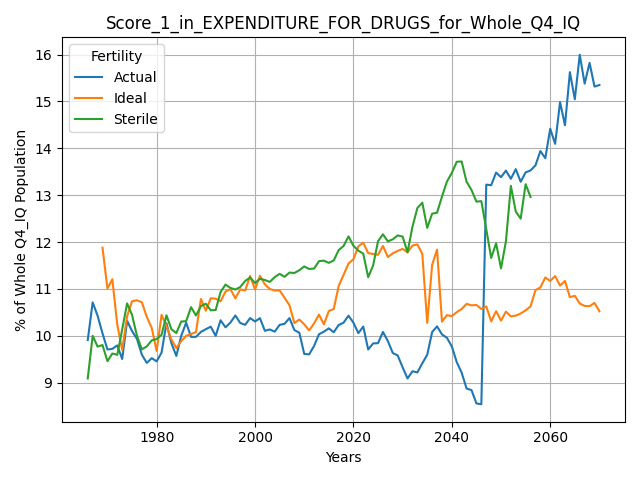 Score_1_in_EXPENDITURE_FOR_DRUGS_for_Whole_Q4_IQ
Fertility
Actual
Ideal
Sterile
% of Whole Q4_IQ Population
16
15
14
13
12
11
10
9
1980
2000
2020
2040
2060
Years